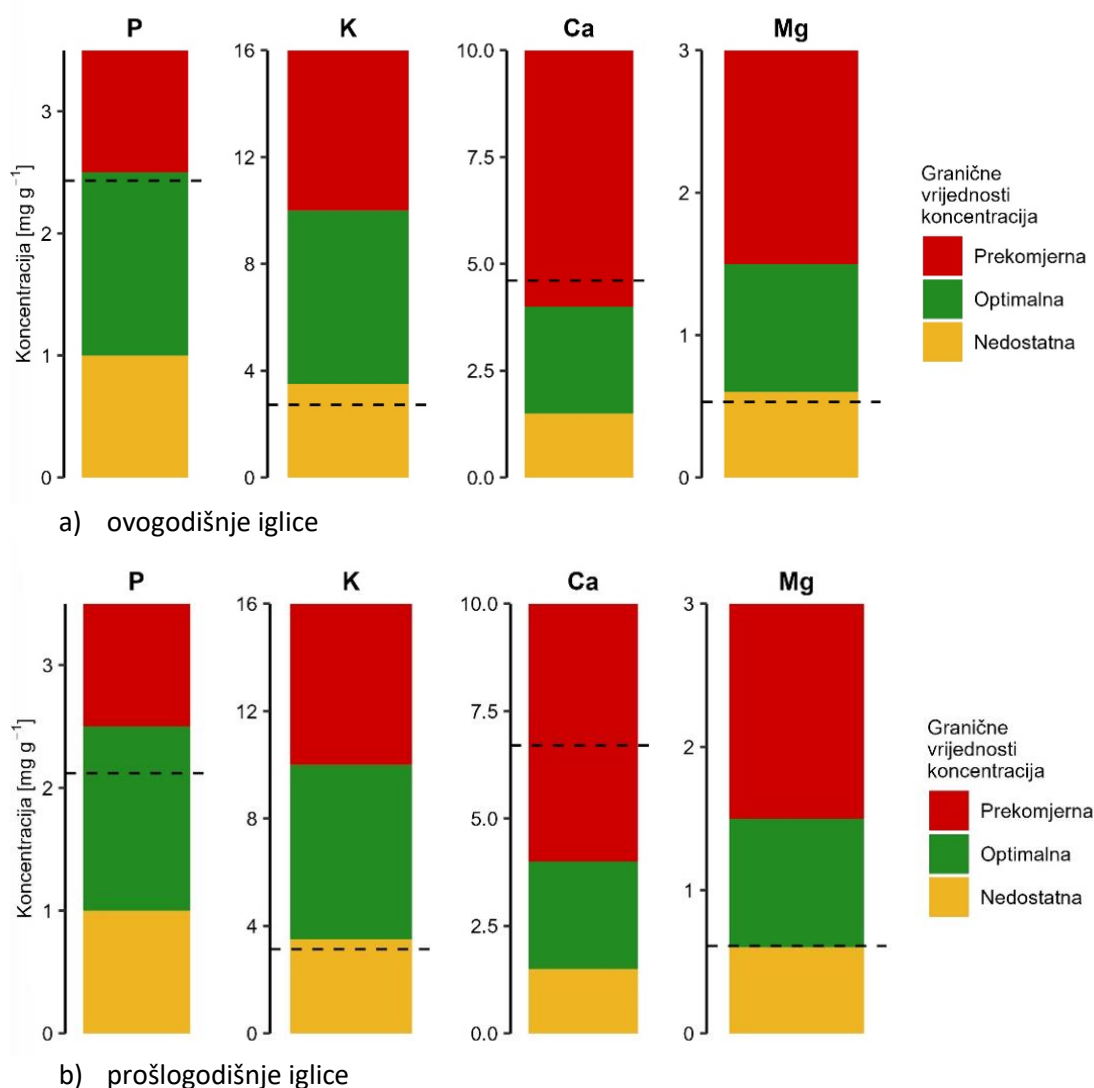 P K Ca Mg
Koncentracija [mg g⁻¹]
3
2
1
0
16
12
8
4
0
10.0
7.5
5.0
2.5
0.0
3
2
1
0
Granične
vrijednosti
koncentracija
Prekomjerna
Optimalna
Nedostatna
a) ovogodišnje iglice
P K Ca Mg
Koncentracija [mg g⁻¹]
3
2
1
0
16
12
8
4
0
10.0
7.5
5.0
2.5
0.0
3
2
1
0
Granične
vrijednosti
koncentracija
Prekomjerna
Optimalna
Nedostatna
b) prošlogodišnje iglice